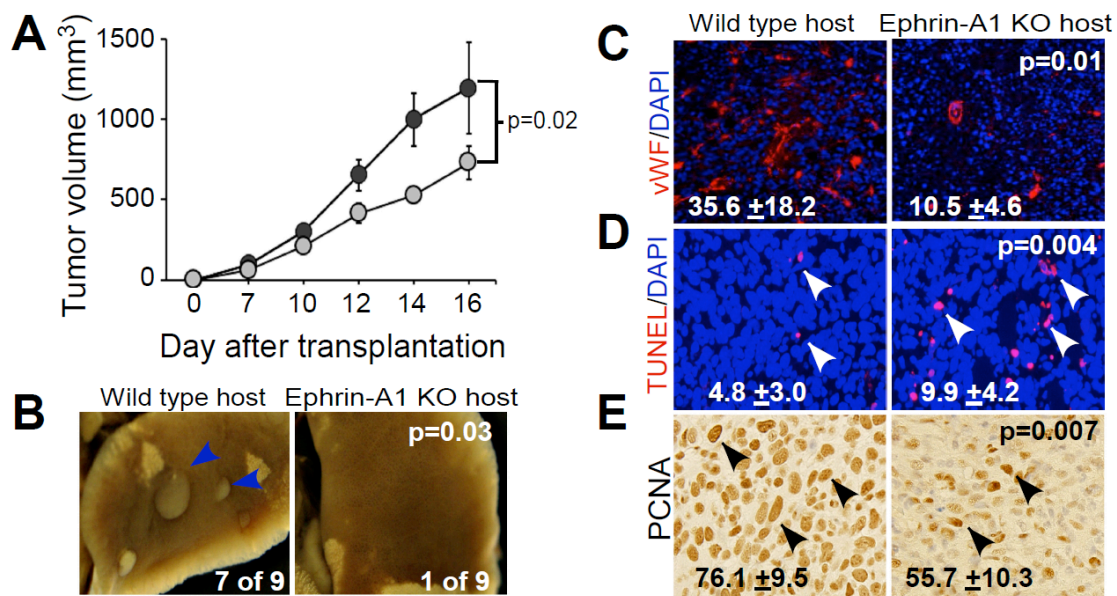 A
Tumor volume (mm³)
1500
1000
500
0
p=0.02
0 7 10 12 14 16
Day after transplantation
B
Wild type host Ephrin-A1 KO host
p=0.03
7 of 9 1 of 9
C
Wild type host Ephrin-A1 KO host
vWF/DAPI
p=0.01
35.6 ±18.2 10.5 ±4.6
D
TUNEL/DAPI
p=0.004
4.8 ±3.0 9.9 ±4.2
E
PCNA
p=0.007
76.1 ±9.5 55.7 ±10.3